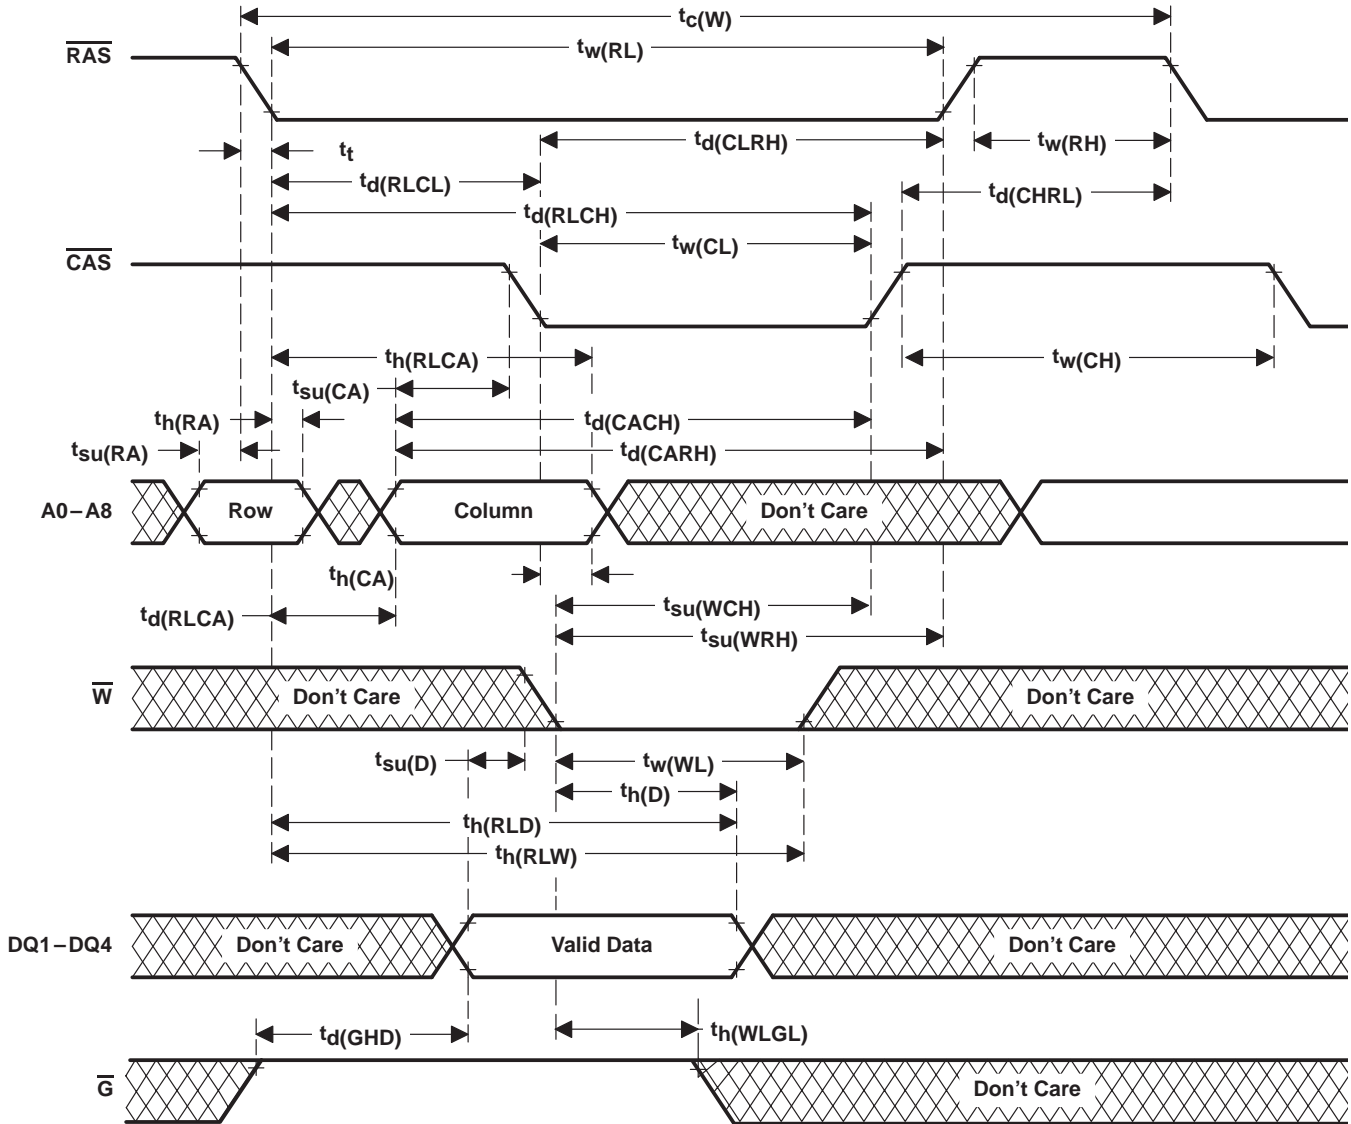 tc(W)
RAS
tw(RL)
tt
td(CLRH)
tw(RH)
td(RLCL)
td(CHRL)
td(RLCH)
tw(CL)
CAS
th(RLCA)
tw(CH)
tsu(CA)
th(RA)
td(CACH)
tsu(RA)
td(CARH)
A0–A8
Row
Column
Don't Care
th(CA)
tsu(WCH)
td(RLCA)
tsu(WRH)
W
Don't Care
Don't Care
tsu(D)
tw(WL)
th(D)
th(RLD)
th(RLW)
DQ1–DQ4
Don't Care
Valid Data
Don't Care
td(GHD)
th(WLGL)
G
Don't Care